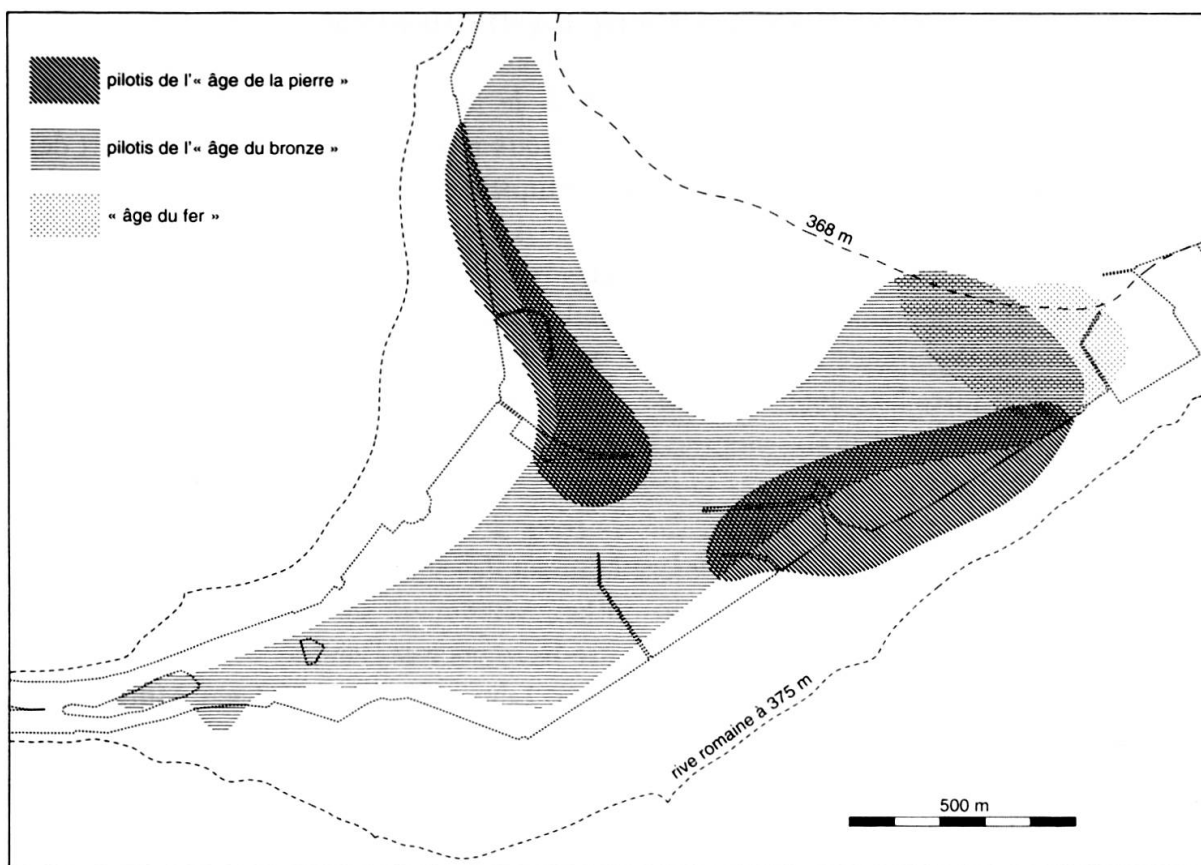 pilotis de l'« âge de la pierre »
pilotis de l'« âge du bronze »
« âge du fer »
368 m
rive romaine à 375 m
500 m